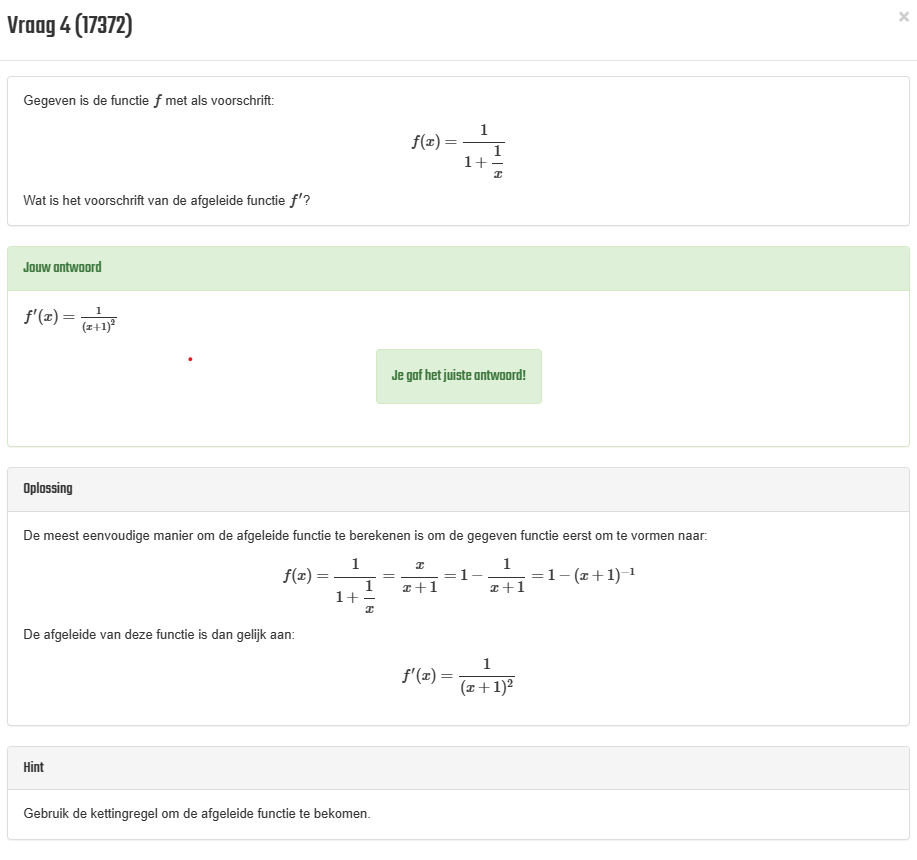 Vraag 4 (17372)
×
Gegeven is de functie f met als voorschrift:
f(x) = \frac{1}{1 + \frac{1}{x}}
Wat is het voorschrift van de afgeleide functie f′?
Jouw antwoord
f′(x) = \frac{1}{(x+1)^2}
Je gaf het juiste antwoord!
Oplossing
De meest eenvoudige manier om de afgeleide functie te berekenen is om de gegeven functie eerst om te vormen naar:
f(x) = \frac{1}{1 + \frac{1}{x}} = \frac{x}{x+1} = 1 − \frac{1}{x+1} = 1 − (x+1)^{−1}
De afgeleide van deze functie is dan gelijk aan:
f′(x) = \frac{1}{(x+1)^2}
Hint
Gebruik de kettingregel om de afgeleide functie te bekomen.